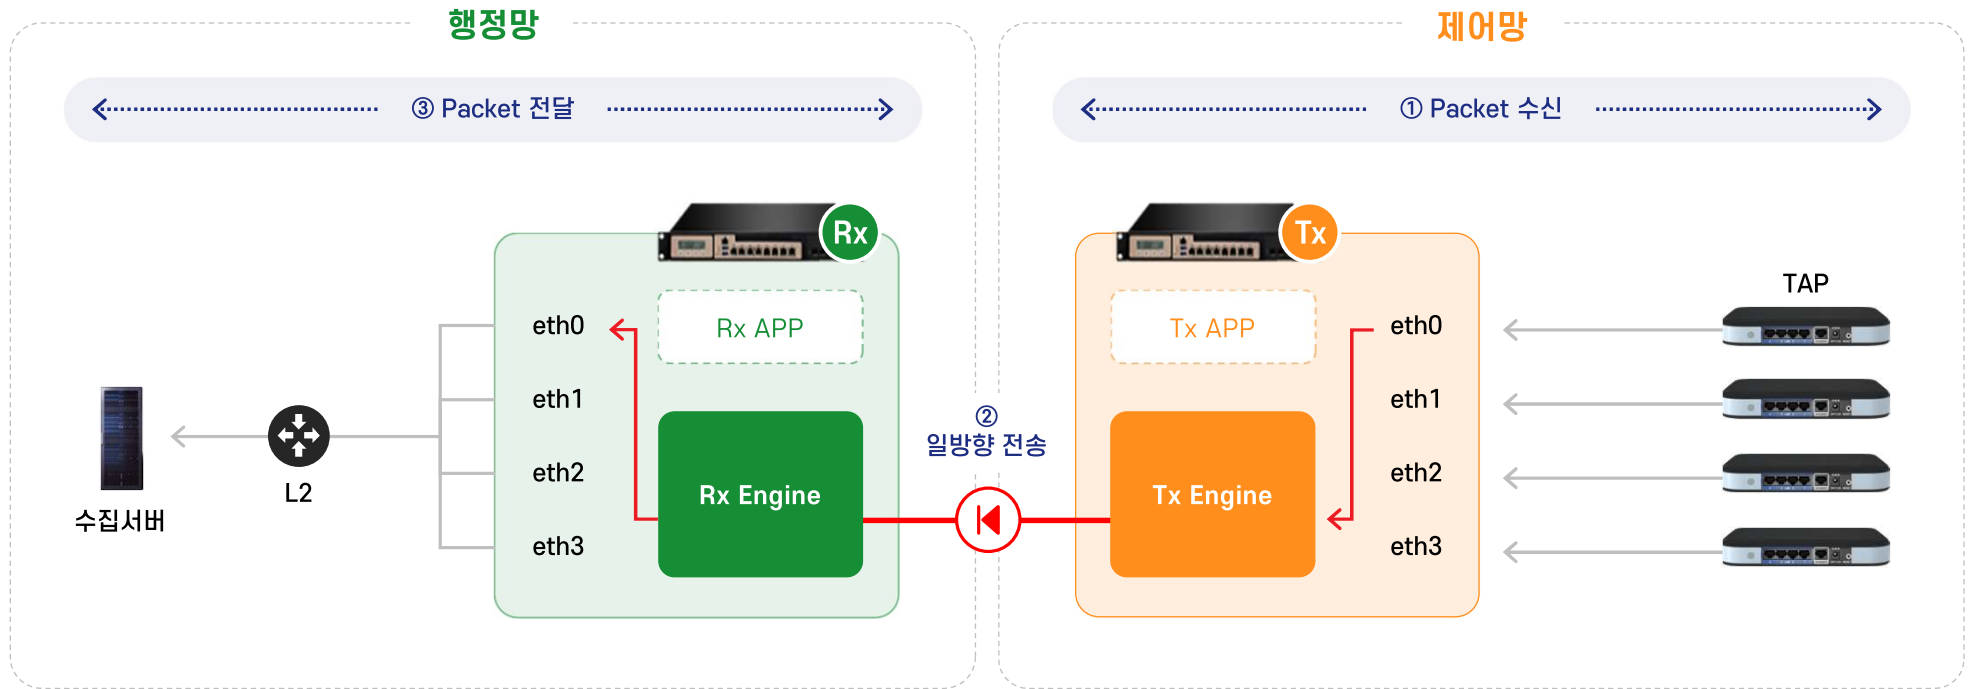 행정망
제어망
③ Packet 전달
① Packet 수신
Rx
Tx
TAP
eth0
Rx APP
Tx APP
eth0
eth1
eth1
②
일방향 전송
eth2
Rx Engine
Tx Engine
eth2
L2
수집서버
eth3
eth3